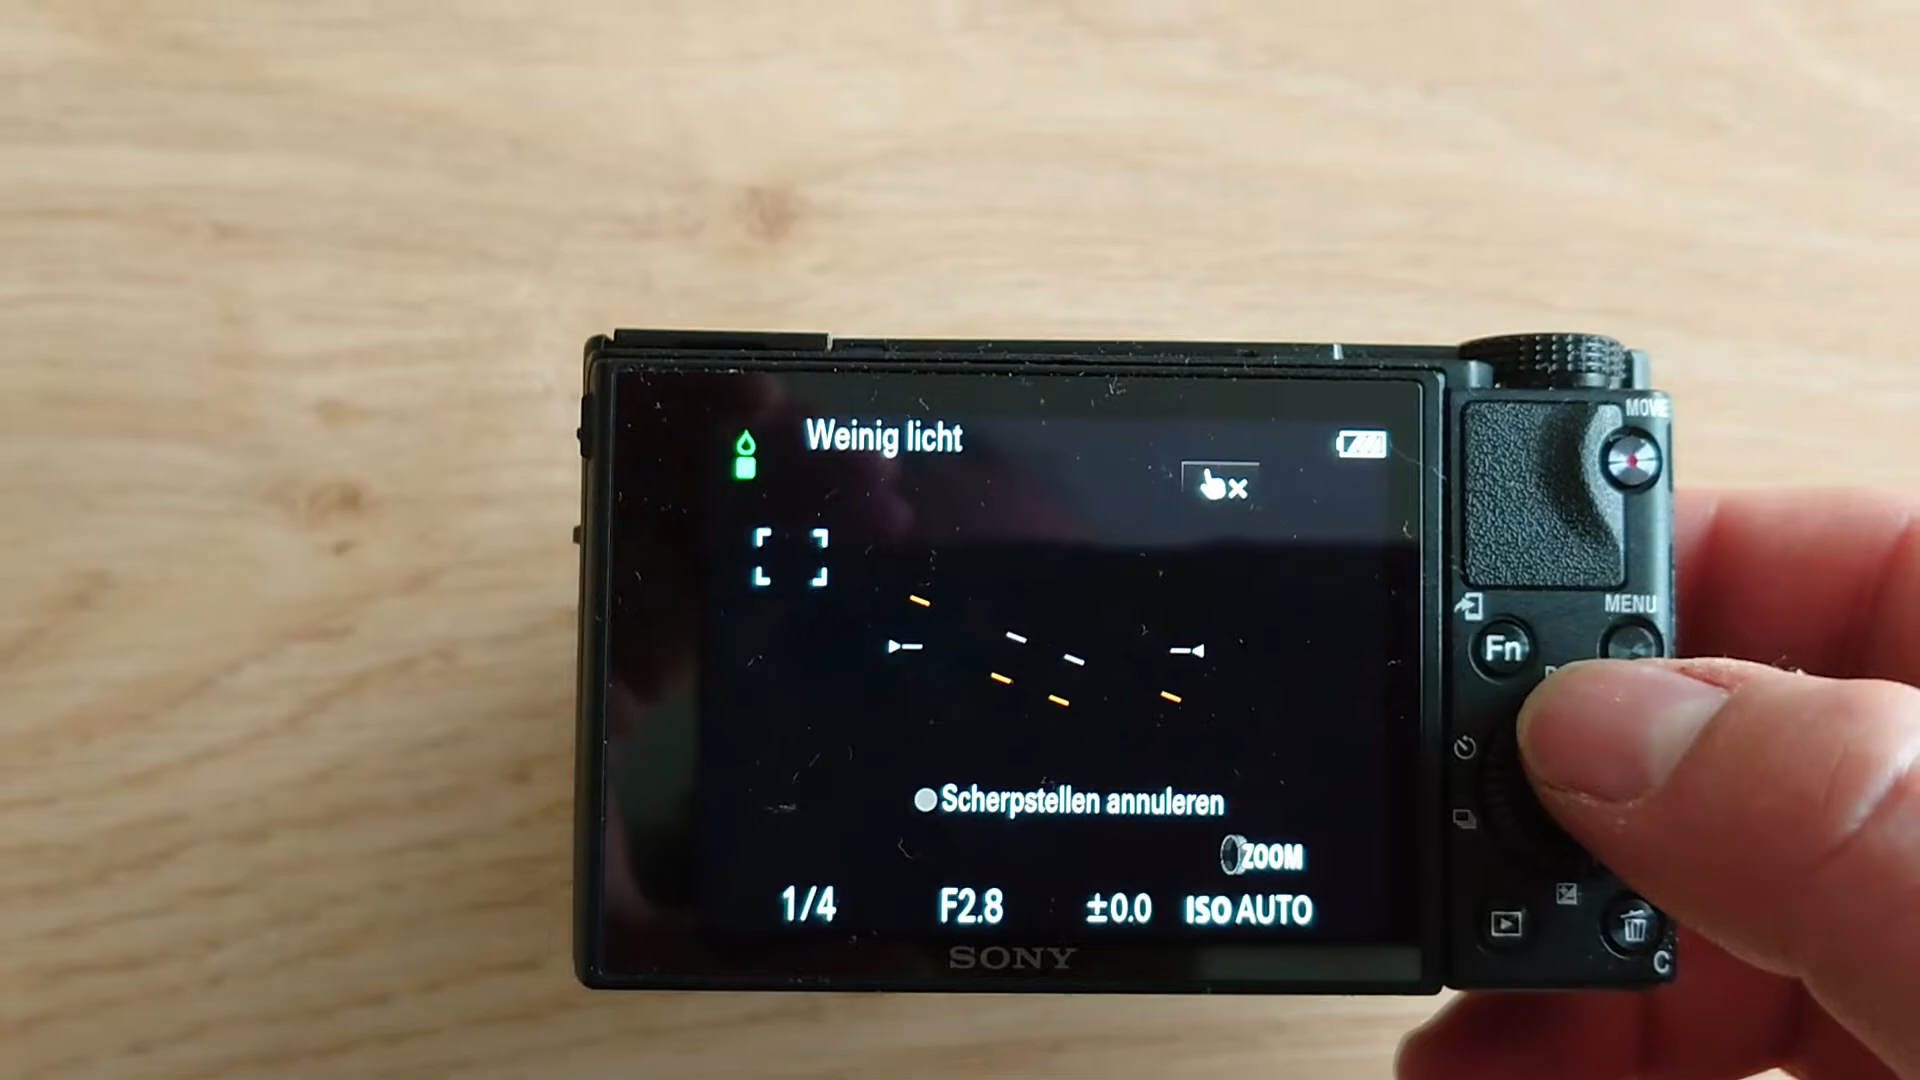 Weinig licht
MOVIE
MENU
Fn
Scherpstellen annuleren
ZOOM
1/4 F2.8 ±0.0 ISO AUTO
SONY
C